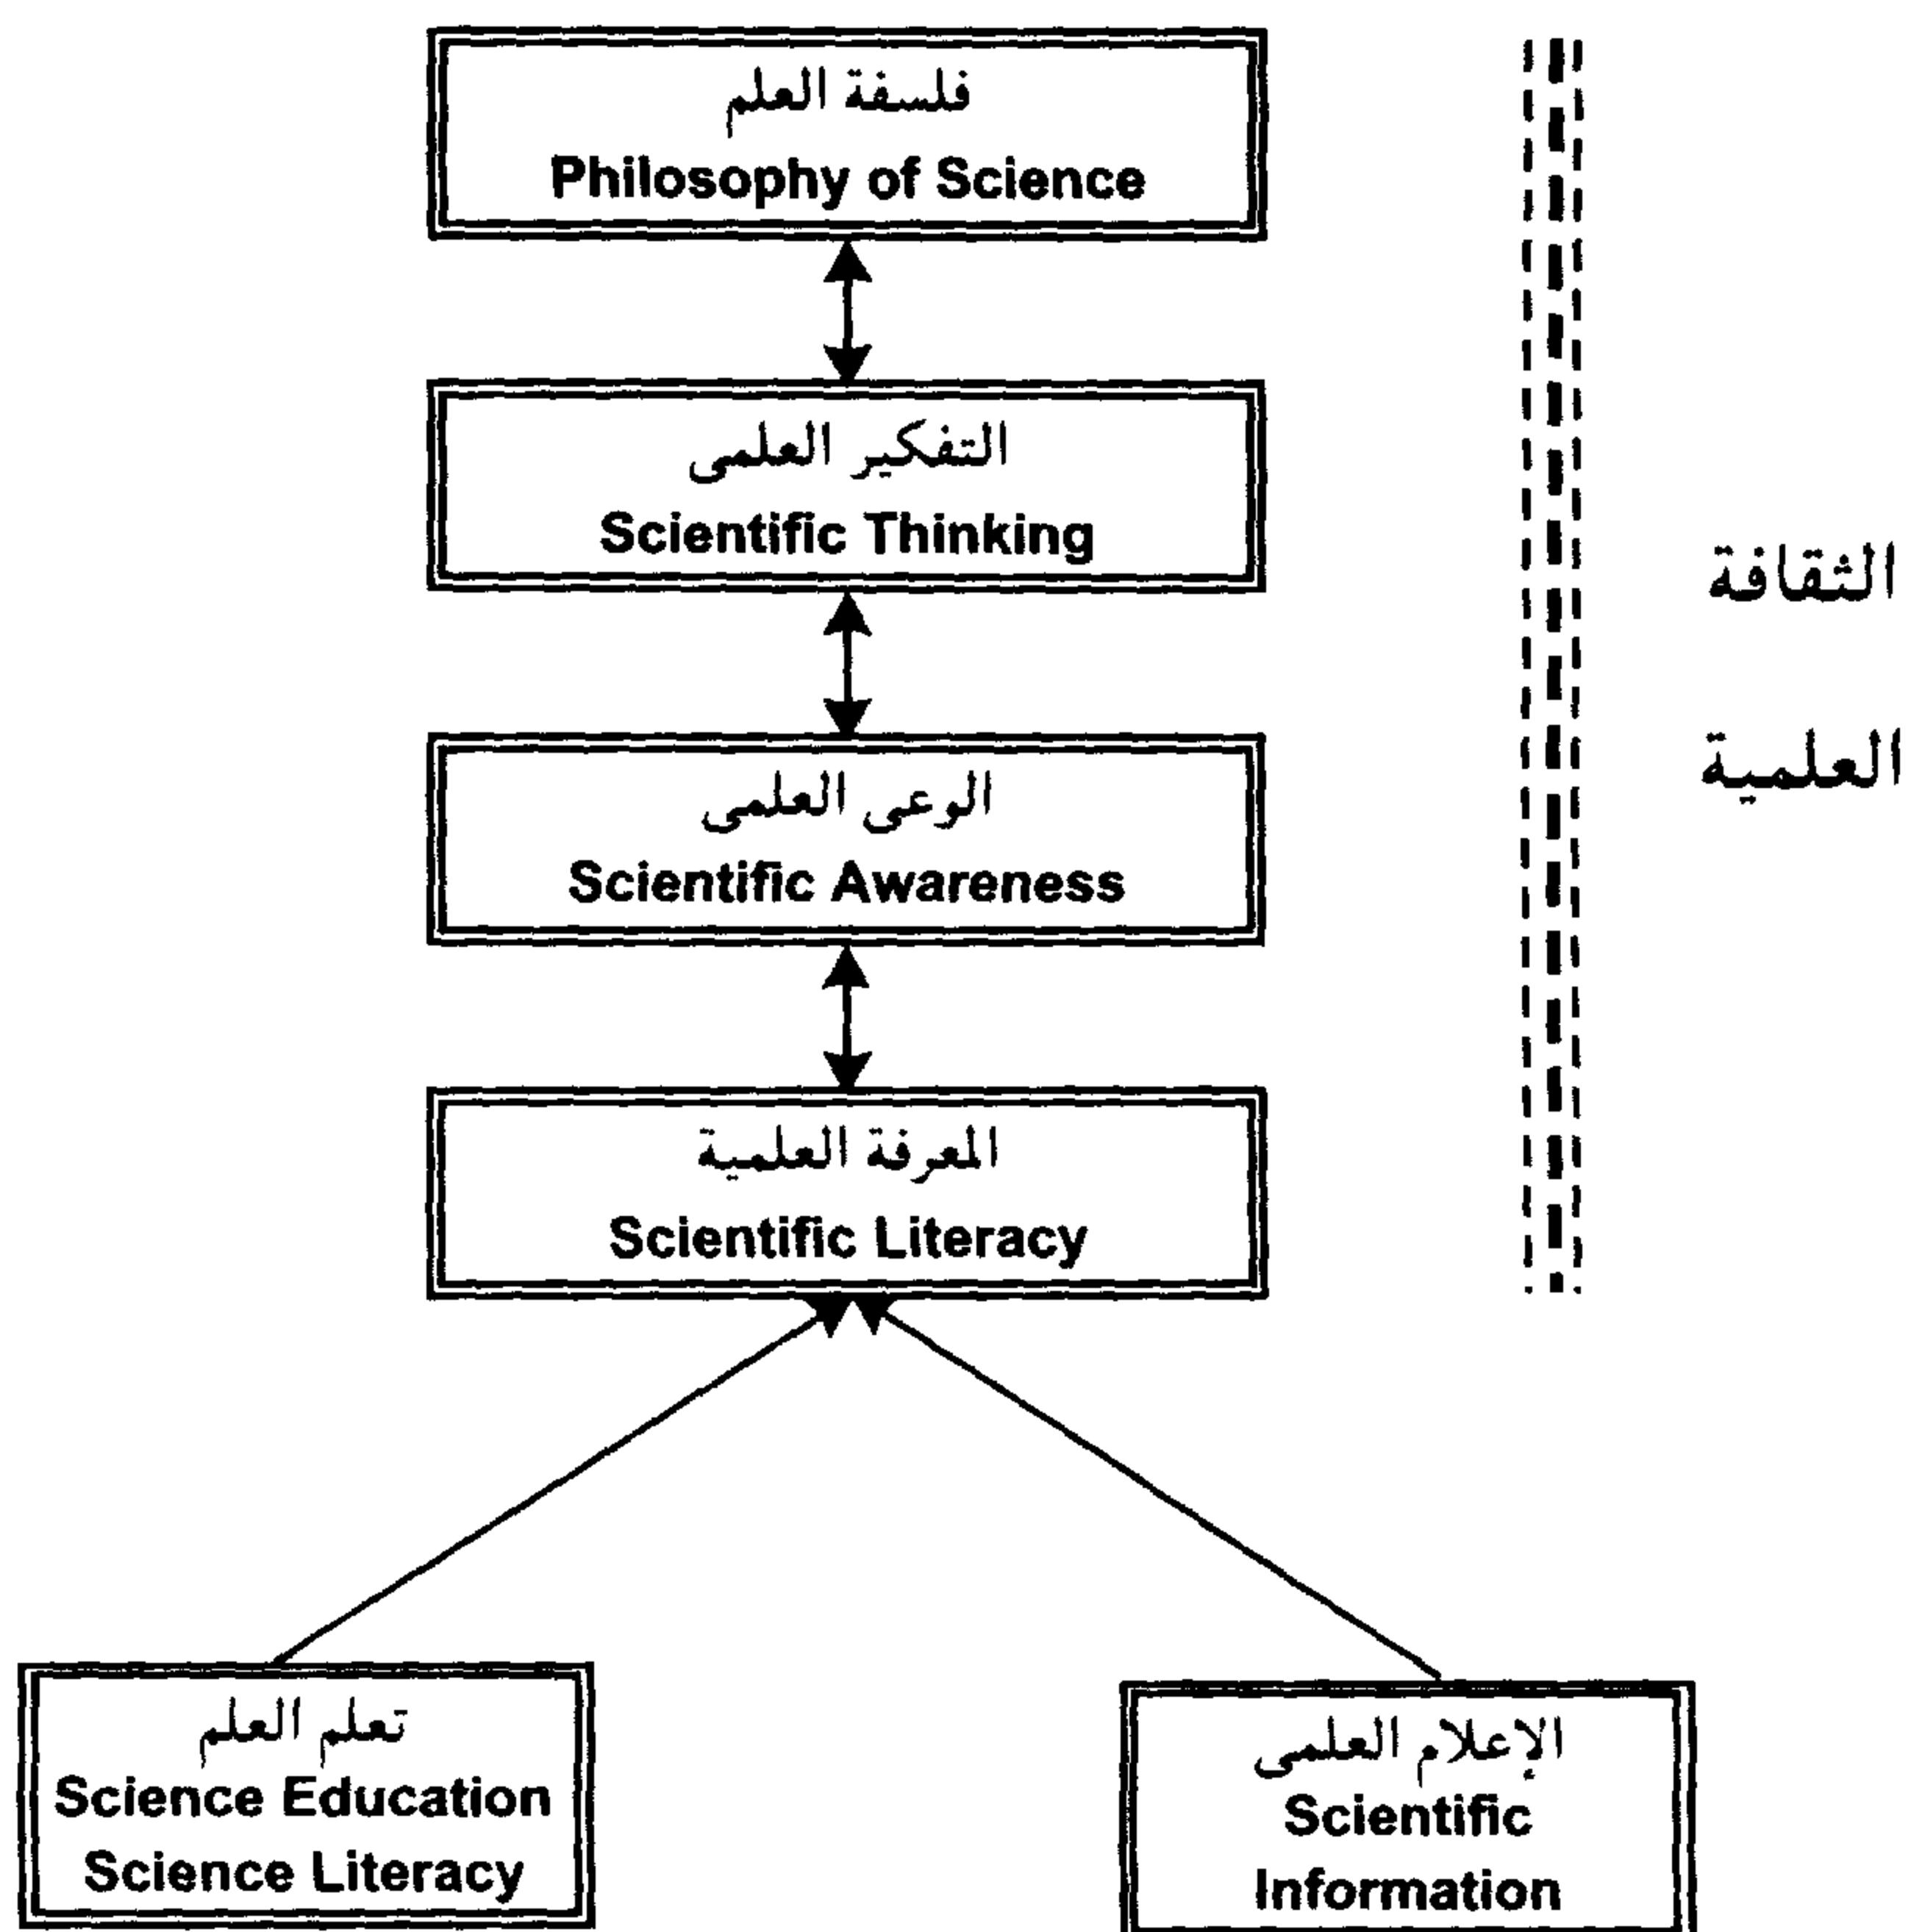 فلسفة العلم
Philosophy of Science
التفكير العلمى
Scientific Thinking
الثقافة
العلمية
الوعى العلمى
Scientific Awareness
المعرفة العلمية
Scientific Literacy
تعلم العلم
Science Education
Science Literacy
الإعلام العلمى
Scientific
Information